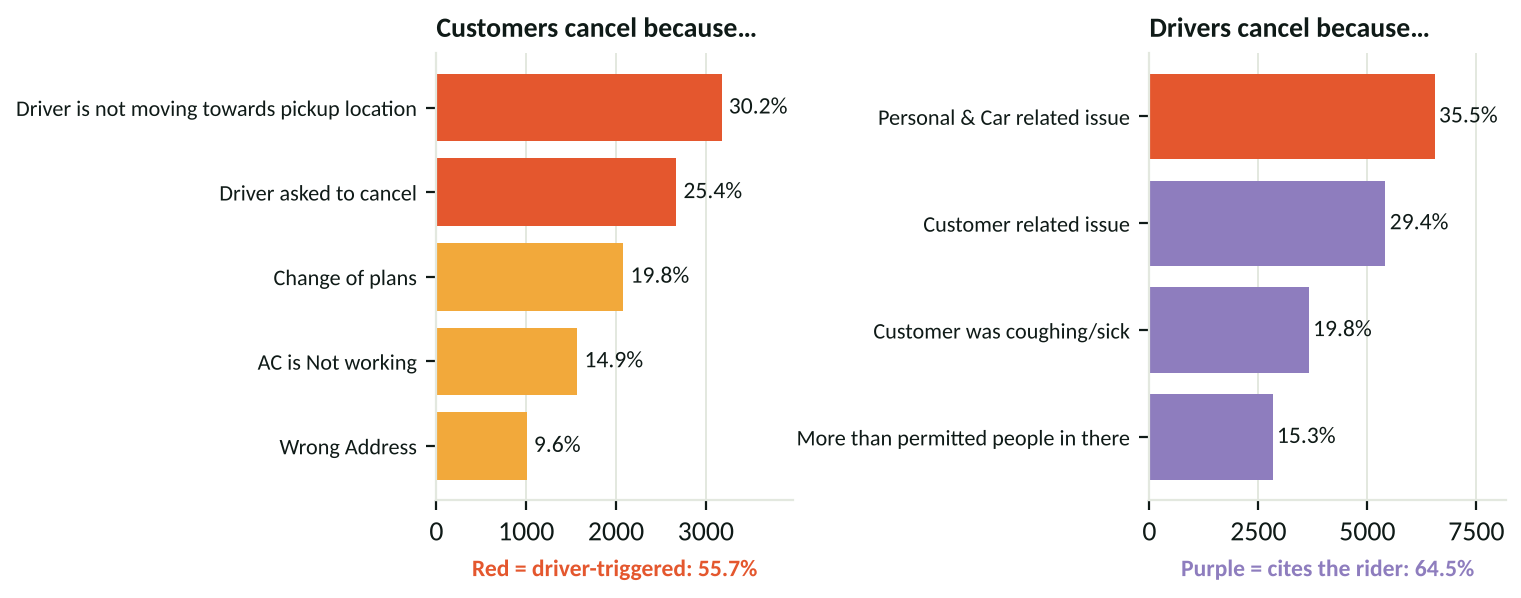 Customers cancel because...
Driver is not moving towards pickup location
30.2%
Driver asked to cancel
25.4%
Change of plans
19.8%
AC is Not working
14.9%
Wrong Address
9.6%
0 1000 2000 3000
Red = driver-triggered: 55.7%
Drivers cancel because...
Personal & Car related issue
35.5%
Customer related issue
29.4%
Customer was coughing/sick
19.8%
More than permitted people in there
15.3%
0 2500 5000 7500
Purple = cites the rider: 64.5%